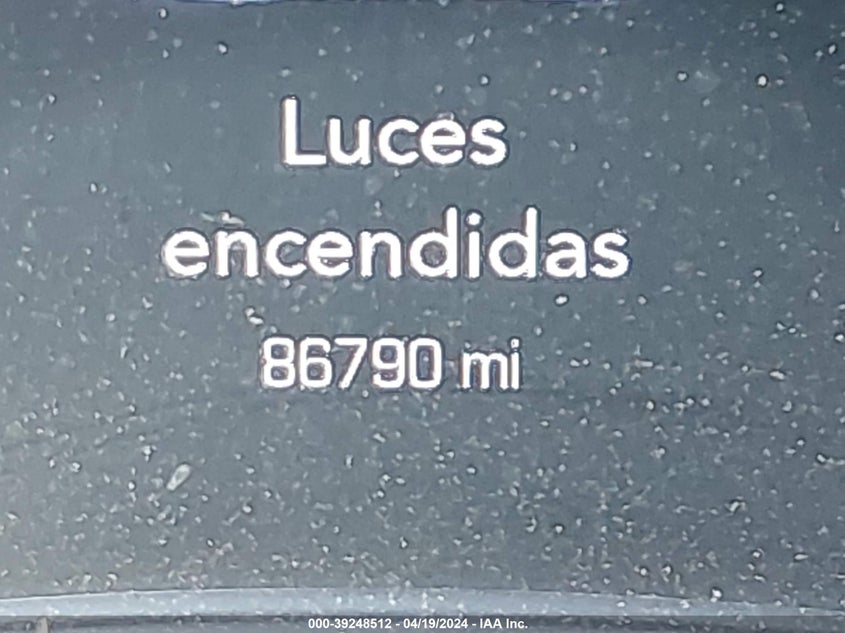 Luces
encendidas
86790 mi
000-39248512 - 04/19/2024 - IAA Inc.